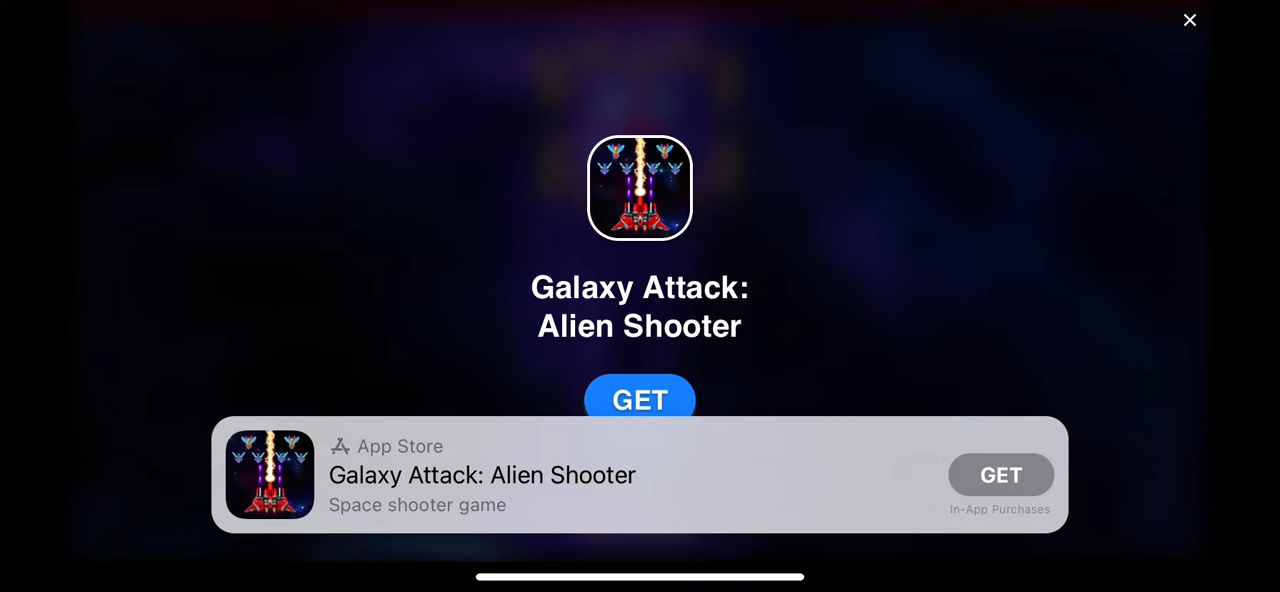 Galaxy Attack:
Alien Shooter
GET
App Store
Galaxy Attack: Alien Shooter
Space shooter game
GET
In-App Purchases